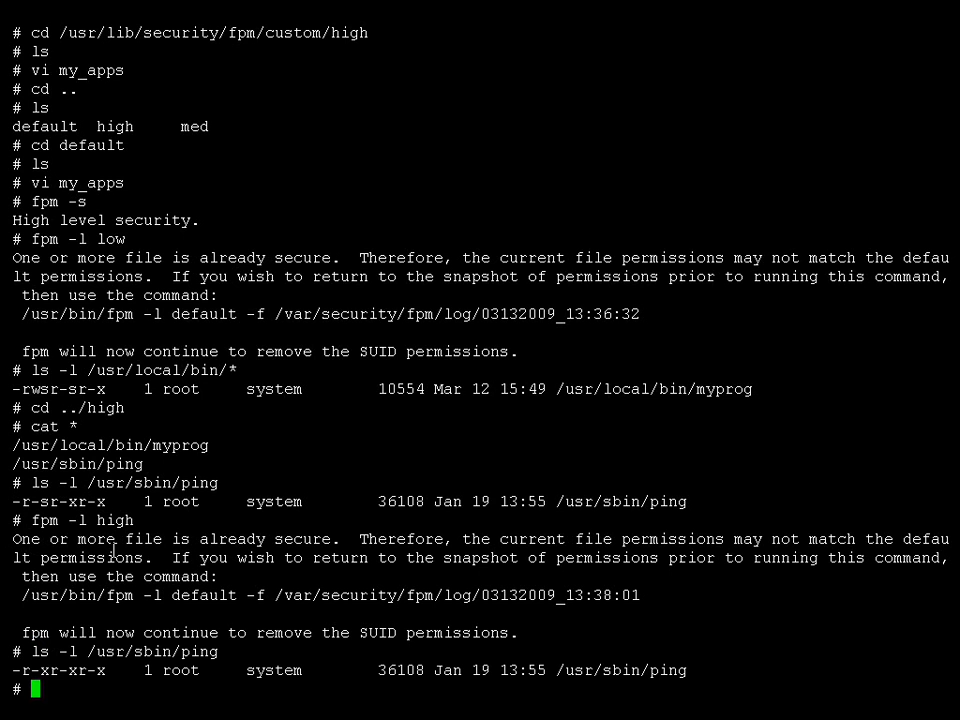 # cd /usr/lib/security/fpm/custom/high
# ls
# vi my_apps
# cd ..
# ls
default  high     med
# cd default
# ls
# vi my_apps
# fpm -s
High level security.
# fpm -l low
One or more file is already secure.  Therefore, the current file permissions may not match the defau
lt permissions.  If you wish to return to the snapshot of permissions prior to running this command,
 then use the command:
 /usr/bin/fpm -l default -f /var/security/fpm/log/03132009_13:36:32

 fpm will now continue to remove the SUID permissions.
# ls -l /usr/local/bin/*
-rwsr-sr-x    1 root     system        10554 Mar 12 15:49 /usr/local/bin/myprog
# cd ../high
# cat *
/usr/local/bin/myprog
/usr/sbin/ping
# ls -l /usr/sbin/ping
-r-sr-xr-x    1 root     system        36108 Jan 19 13:55 /usr/sbin/ping
# fpm -l high
One or more file is already secure.  Therefore, the current file permissions may not match the defau
lt permissions.  If you wish to return to the snapshot of permissions prior to running this command,
 then use the command:
 /usr/bin/fpm -l default -f /var/security/fpm/log/03132009_13:38:01

 fpm will now continue to remove the SUID permissions.
# ls -l /usr/sbin/ping
-r-xr-xr-x    1 root     system        36108 Jan 19 13:55 /usr/sbin/ping
#